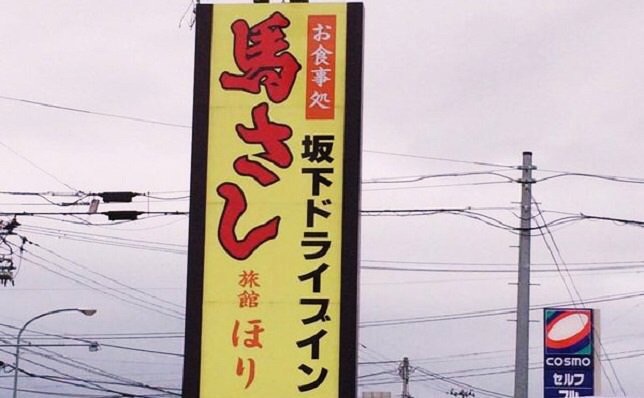 お食事処
坂下ドライブイン
馬さし
旅館ほり
COSMO
セルフ